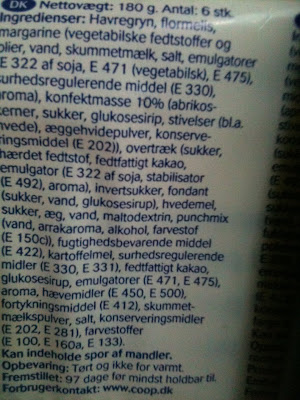 DK Nettovægt: 180 g. Antal: 6 stk.
Ingredienser: Havregryn, flormelis,
margarine (vegetabilske fedtstoffer og
olier, vand, skummetmælk, salt, emulgatorer
E 322 af soja, E 471 (vegetabilsk), E 475),
surhedsregulerende middel (E 330),
aroma), konfektmasse 10% (abrikos-
kerner, sukker, glukosesirip, stivelser (bl.a.
hvede), æggehvidepulver, konserve-
ringsmiddel (E 202)), overtræk (sukker,
hærdet fedtstof, fedtfattigt kakao,
emulgator (E 322 af soja, stabilisator
(E 492), aroma), invertsukker, fondant
(sukker, vand, glukosesirup), hvedemel,
sukker, æg, vand, maltodextrin, punchmix
(vand, arrakaroma, alkohol, farvestof
(E 150c)), fugtighedsbevarende middel
(E 422), kartoffelmel, surhedsregulerende
midler (E 330, E 331), fedtfattigt kakao,
glukosesirup, emulgatorer (E 471, E 475),
aroma, hævemidler (E 450, E 500),
fortykningsmiddel (E 412), skummet-
mælkspulver, salt, konserveringsmidler
(E 202, E 281), farvestoffer
(E 100, E 160a, E 133).
Kan indeholde spor af mandler.
Opbevaring: Tørt og ikke for varmt.
Fremstillet: 97 dage før mindst holdbar til.
Forbrugerkontakt: www.coop.dk